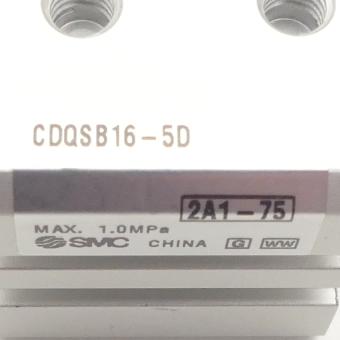 CDQSB16-5D
2A1-75
MAX. 1.0MPa
SMC CHINA G WW